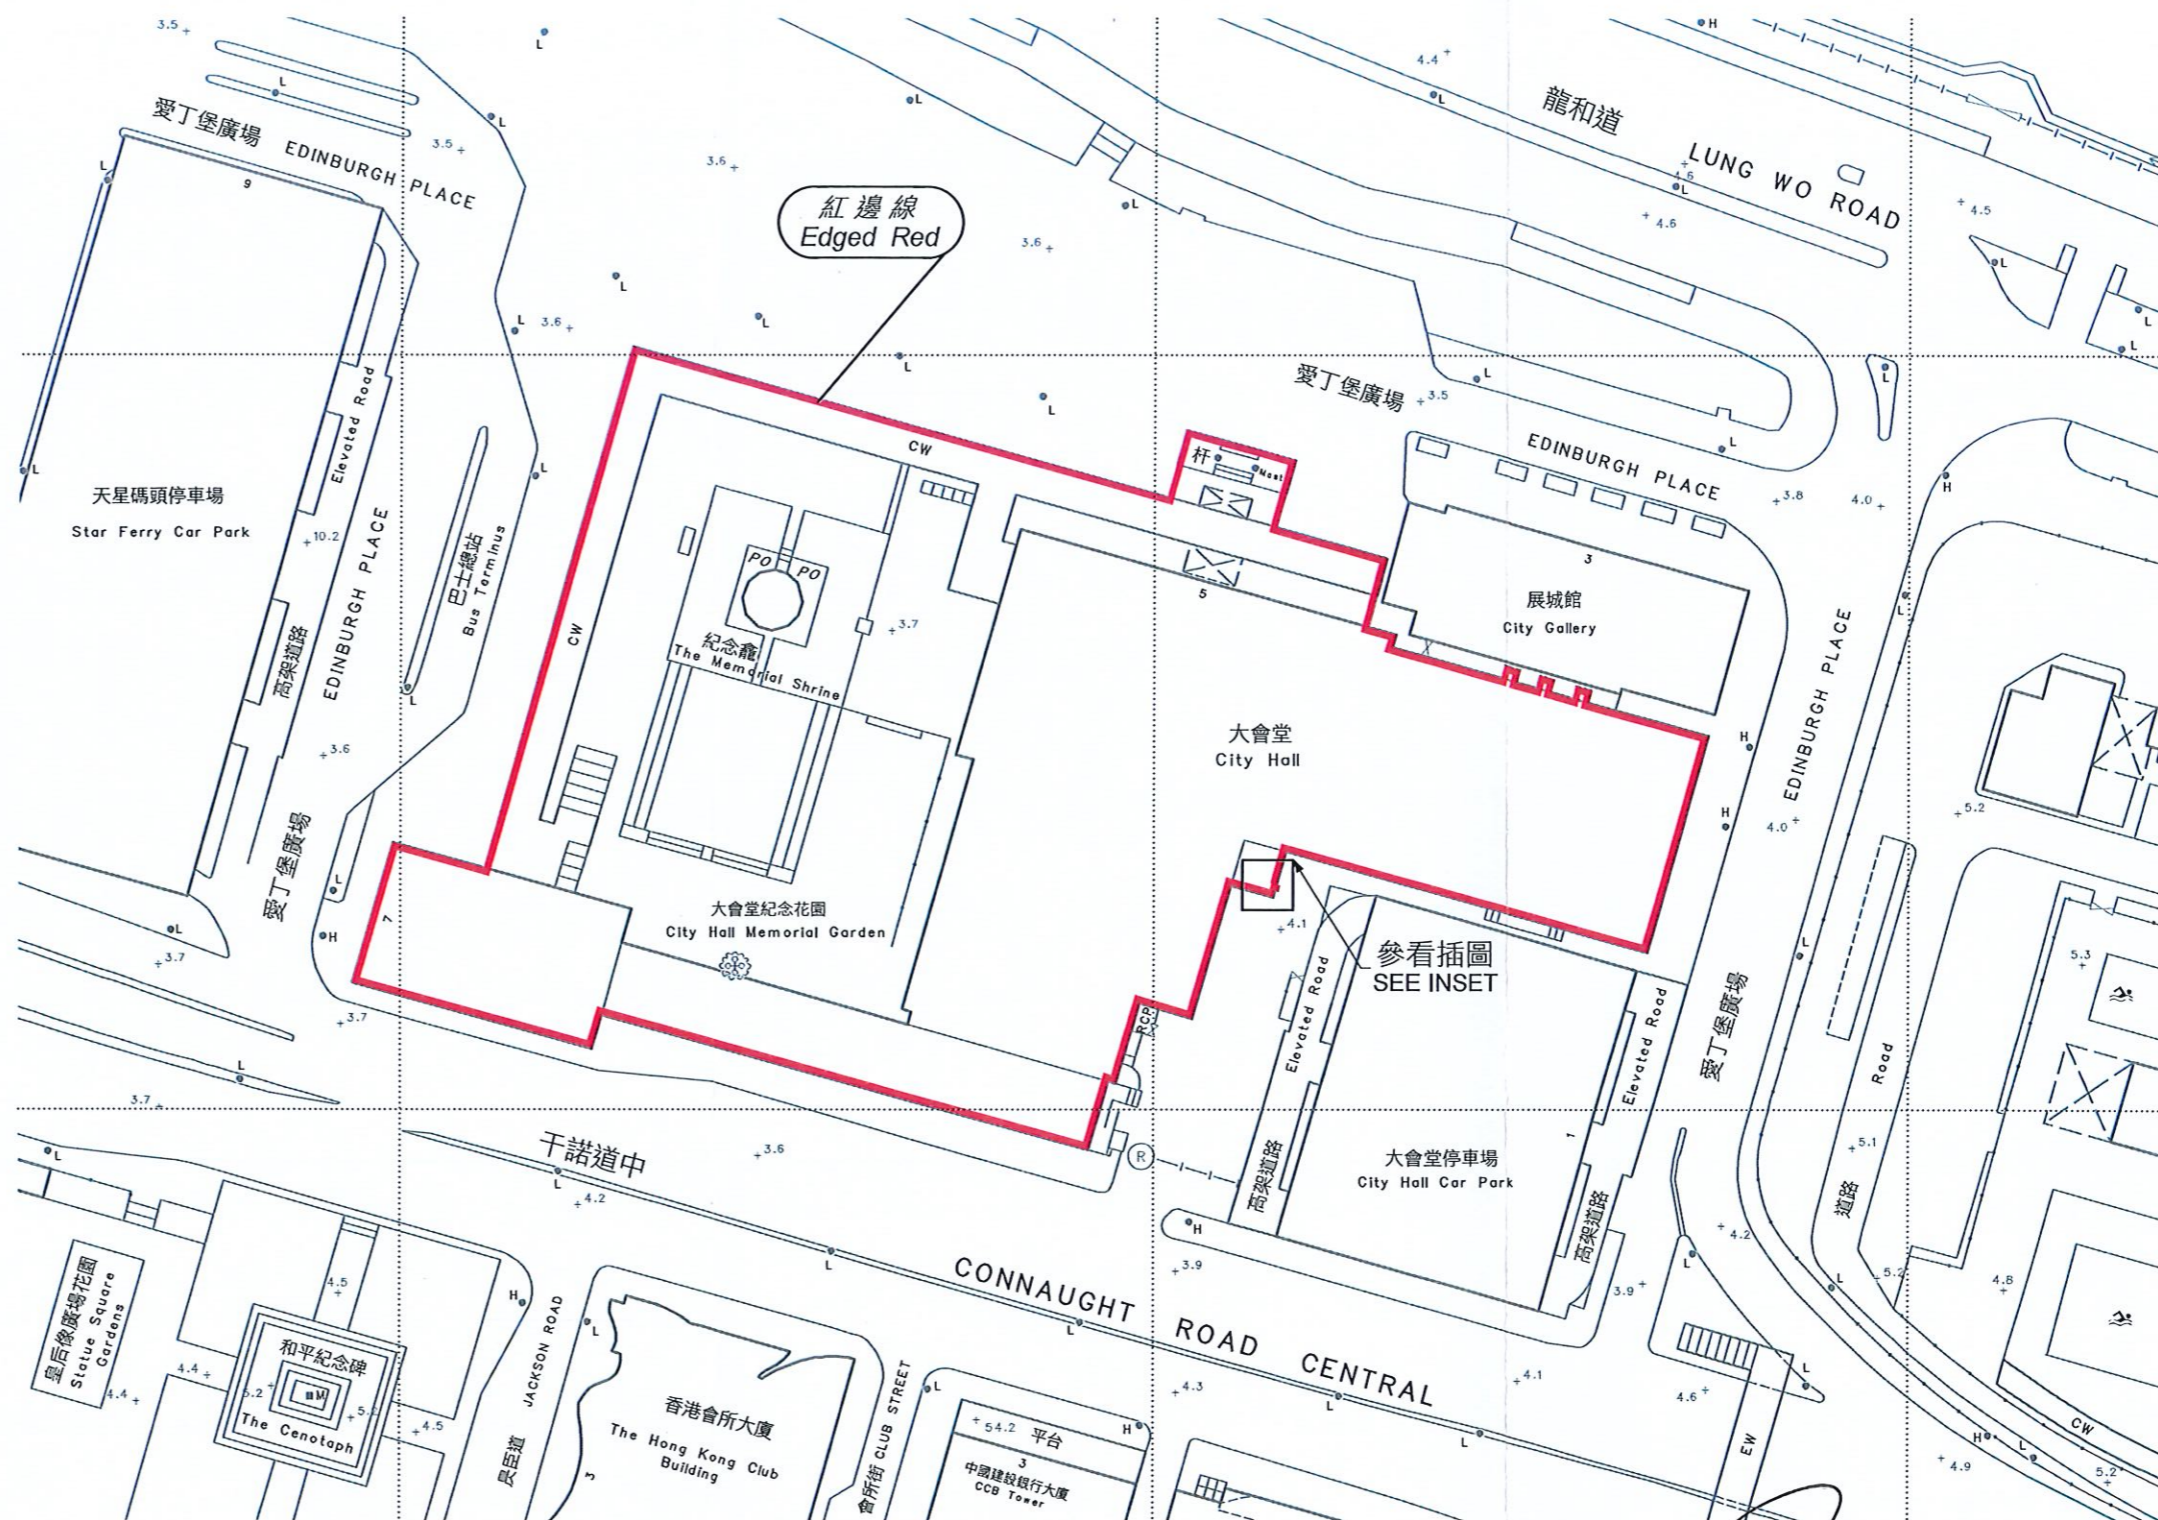 3.5
L
L
H
4.4
L
龍和道
LUNG WO ROAD
愛丁堡廣場 EDINBURGH PLACE
3.5
L
L
L
3.6
L
9
4.6
L
4.6
4.5
紅邊線
Edged Red
3.6
L
L
L
L
3.6
L
L
L
愛丁堡廣場
3.5
L
L
L
EDINBURGH PLACE
3.8
4.0
H
CW
杆
Mast
Elevated Road
L
L
天星碼頭停車場
Star Ferry Car Park
10.2
EDINBURGH PLACE
巴士總站
Bus Terminus
高架道路
L
3.6
CW
PO
PO
紀念龕
The Memorial Shrine
3.7
5
3
展城館
City Gallery
L
大會堂
City Hall
H
H
EDINBURGH PLACE
4.0
5.2
愛丁堡廣場
L
H
7
L
3.7
3.7
大會堂紀念花園
City Hall Memorial Garden
4.1
參看插圖
SEE INSET
Elevated Road
Elevated Road
愛丁堡廣場
L
5.3
RCP
L
3.7
Road
道路
5.1
干諾道中
3.6
L
4.2
R
高架道路
大會堂停車場
City Hall Car Park
1
高架道路
L
H
3.9
3.9
4.2
L
L
5.2
4.8
L
皇后像廣場花園
Statue Square
Gardens
4.5
H
JACKSON ROAD
L
L
CONNAUGHT ROAD CENTRAL
L
和平紀念碑
M
5.2
The Cenotaph
4.4
4.4
4.5
昃臣道
香港會所大廈
The Hong Kong Club
Building
3
會所街 CLUB STREET
L
54.2
平台
3
中國建設銀行大廈
CCB Tower
H
4.3
L
L
4.1
4.6
L
EW
CW
H
L
4.9
5.2